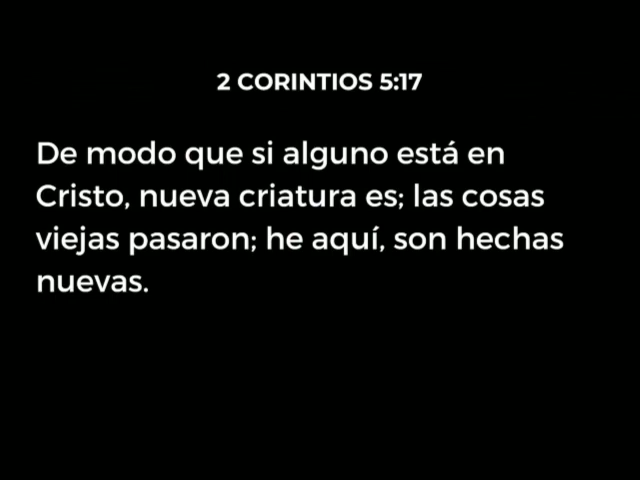 2 CORINTIOS 5:17
De modo que si alguno está en
Cristo, nueva criatura es; las cosas
viejas pasaron; he aquí, son hechas
nuevas.